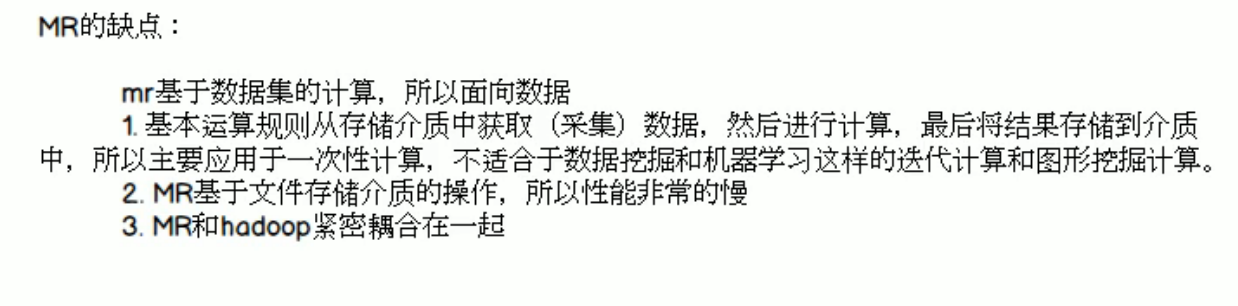 MR的缺点：
mr基于数据集的计算，所以面向数据
1. 基本运算规则从存储介质中获取（采集）数据，然后进行计算，最后将结果存储到介质
中，所以主要应用于一次性计算，不适合于数据挖掘和机器学习这样的迭代计算和图形挖掘计算。
2. MR基于文件存储介质的操作，所以性能非常的慢
3. MR和hadoop紧密耦合在一起